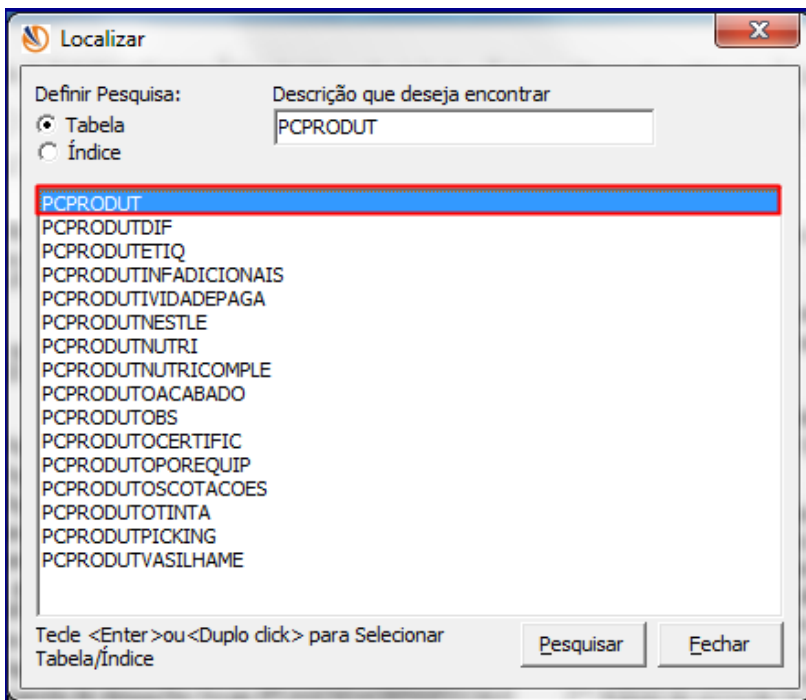 Localizar
Definir Pesquisa:
Descrição que deseja encontrar
Tabela
PCPRODUT
Índice
PCPRODUT
PCPRODUTDIF
PCPRODUTETIQ
PCPRODUTINFADICIONAIS
PCPRODUTIVIDADEPAGA
PCPRODUTNESTLE
PCPRODUTNUTRI
PCPRODUTNUTRICOMPLE
PCPRODUTOACABADO
PCPRODUTOBS
PCPRODUTOCERTIFIC
PCPRODUTOPOREQUIP
PCPRODUTOSCOTACOES
PCPRODUTOTINTA
PCPRODUTPICKING
PCPRODUTVASILHAME
Tecle <Enter>ou<Duplo click> para Selecionar
Tabela/Índice
Pesquisar
Fechar